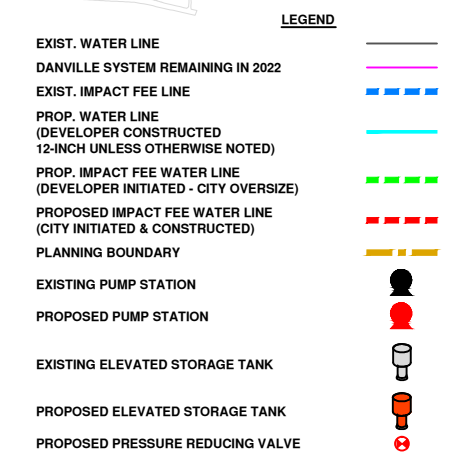 LEGEND
EXIST. WATER LINE
DANVILLE SYSTEM REMAINING IN 2022
EXIST. IMPACT FEE LINE
PROP. WATER LINE
(DEVELOPER CONSTRUCTED
12-INCH UNLESS OTHERWISE NOTED)
PROP. IMPACT FEE WATER LINE
(DEVELOPER INITIATED - CITY OVERSIZE)
PROPOSED IMPACT FEE WATER LINE
(CITY INITIATED & CONSTRUCTED)
PLANNING BOUNDARY
EXISTING PUMP STATION
PROPOSED PUMP STATION
EXISTING ELEVATED STORAGE TANK
PROPOSED ELEVATED STORAGE TANK
PROPOSED PRESSURE REDUCING VALVE